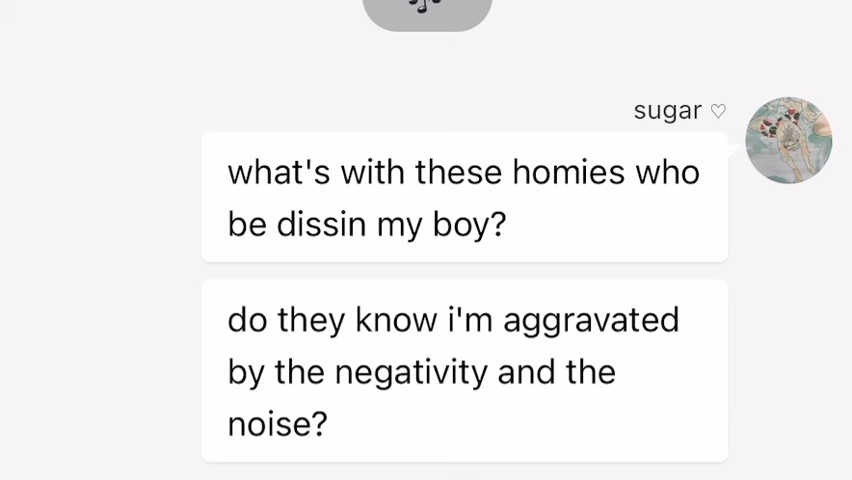 sugar ♡
what's with these homies who
be dissin my boy?
do they know i'm aggravated
by the negativity and the
noise?